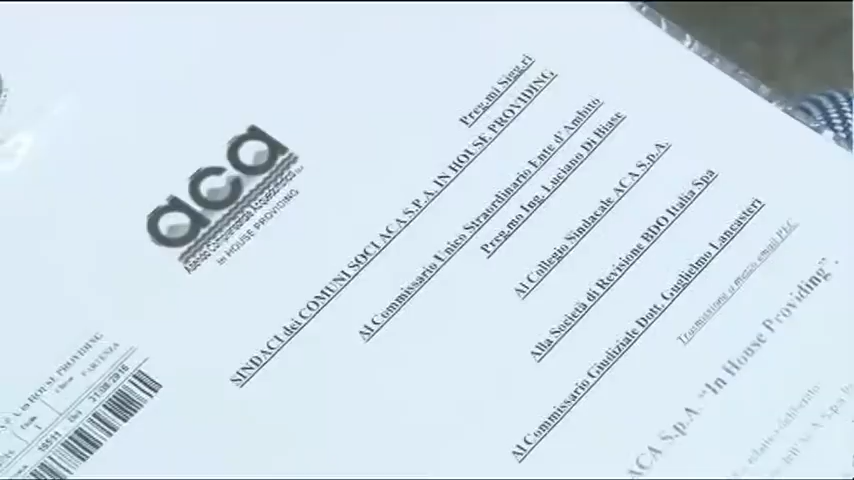 aca
Azienda Comprensoriale Acquedottistica
in HOUSE PROVIDING
Preg.mi Sigg.ri
SINDACI dei COMUNI SOCI ACA S.P.A. IN HOUSE PROVIDING
Al Commissario Unico Straordinario Ente d'Ambito
Preg.mo Ing. Luciano Di Biase
Al Collegio Sindacale ACA S.p.A.
Alla Società di Revisione BDO Italia Spa
Al Commissario Giudiziale Dott. Guglielmo Lancasteri
Trasmissione a mezzo email PEC
ACA S.p.A. "In House Providing".
IN HOUSE PROVIDING
PARTENZA